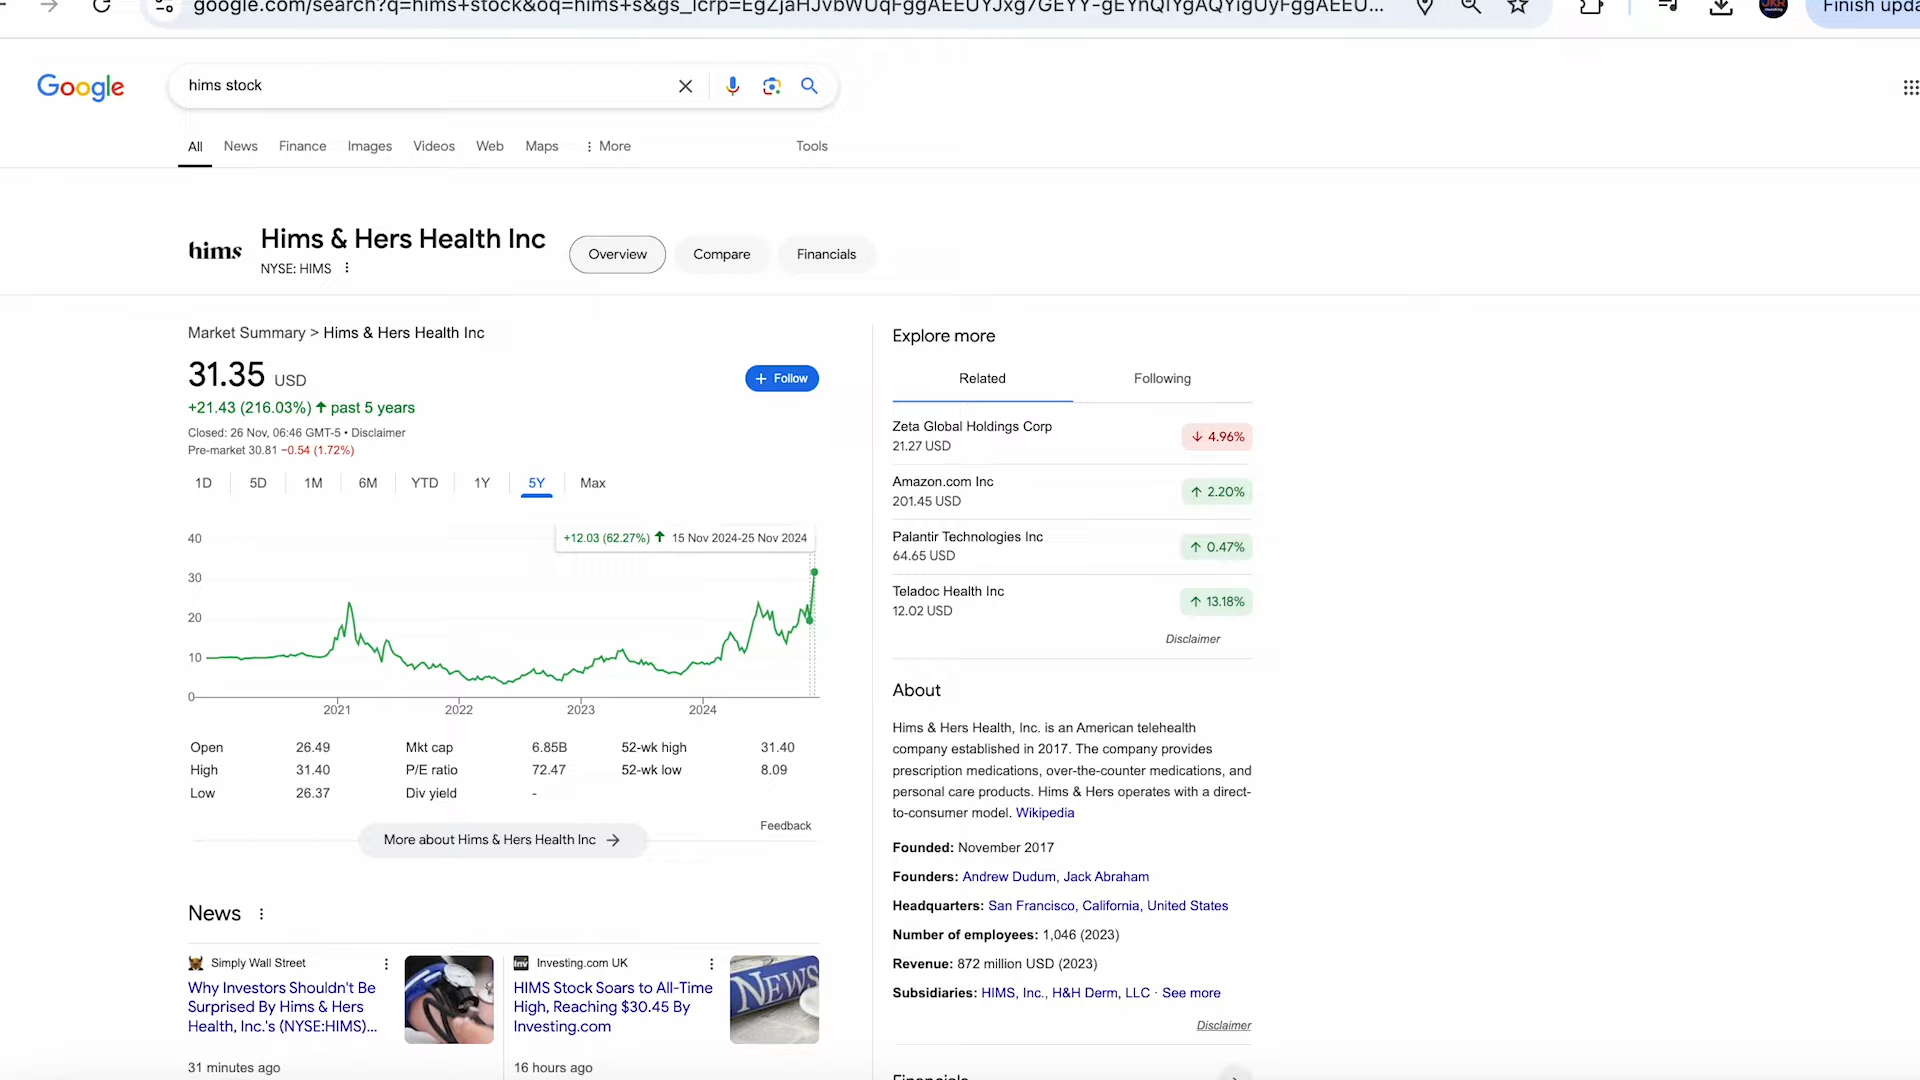 Finish upda
Google
hims stock
All News Finance Images Videos Web Maps More Tools
hims
Hims & Hers Health Inc
NYSE: HIMS
Overview Compare Financials
Market Summary > Hims & Hers Health Inc
31.35 USD
+ Follow
+21.43 (216.03%) ↑ past 5 years
Closed: 26 Nov, 06:46 GMT-5 • Disclaimer
Pre-market 30.81 −0.54 (1.72%)
1D 5D 1M 6M YTD 1Y 5Y Max
+12.03 (62.27%) ↑ 15 Nov 2024-25 Nov 2024
40
30
20
10
0
2021 2022 2023 2024
Open 26.49 Mkt cap 6.85B 52-wk high 31.40
High 31.40 P/E ratio 72.47 52-wk low 8.09
Low 26.37 Div yield -
Feedback
More about Hims & Hers Health Inc →
News
Simply Wall Street
Why Investors Shouldn't Be
Surprised By Hims & Hers
Health, Inc.'s (NYSE:HIMS)...
31 minutes ago
Inv Investing.com UK
HIMS Stock Soars to All-Time
High, Reaching $30.45 By
Investing.com
16 hours ago
NEWS
Explore more
Related Following
Zeta Global Holdings Corp
21.27 USD
↓ 4.96%
Amazon.com Inc
201.45 USD
↑ 2.20%
Palantir Technologies Inc
64.65 USD
↑ 0.47%
Teladoc Health Inc
12.02 USD
↑ 13.18%
Disclaimer
About
Hims & Hers Health, Inc. is an American telehealth
company established in 2017. The company provides
prescription medications, over-the-counter medications, and
personal care products. Hims & Hers operates with a direct-
to-consumer model. Wikipedia
Founded: November 2017
Founders: Andrew Dudum, Jack Abraham
Headquarters: San Francisco, California, United States
Number of employees: 1,046 (2023)
Revenue: 872 million USD (2023)
Subsidiaries: HIMS, Inc., H&H Derm, LLC · See more
Disclaimer
Financials